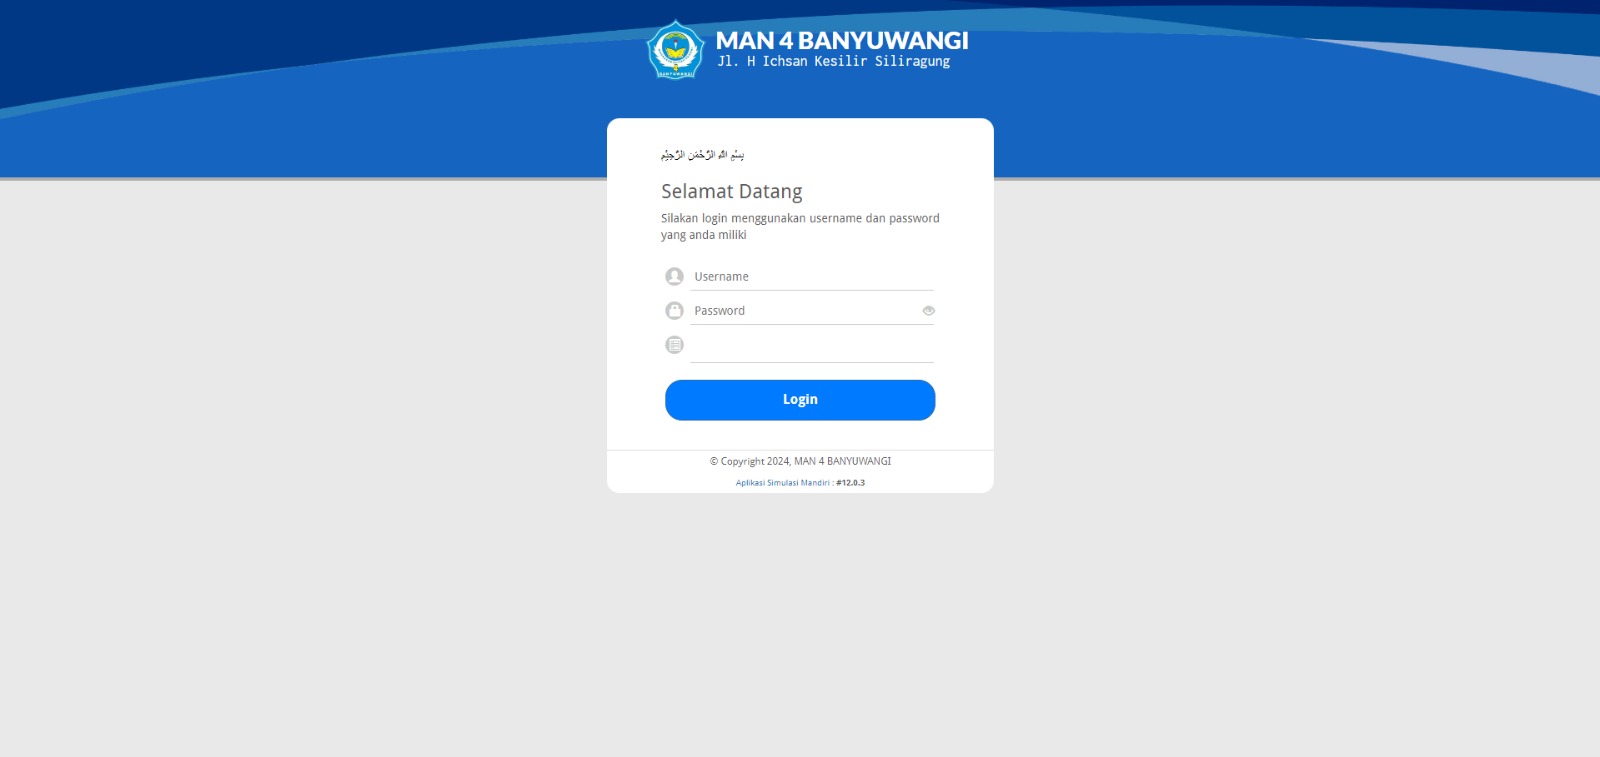 MAN 4 BANYUWANGI
Jl. H Ichsan Kesilir Siliragung
BANYUWANGI
بِسْمِ اللَّهِ الرَّحْمَنِ الرَّحِيْمِ
Selamat Datang
Silakan login menggunakan username dan password
yang anda miliki
Username
Password
Login
© Copyright 2024, MAN 4 BANYUWANGI
Aplikasi Simulasi Mandiri : #12.0.3